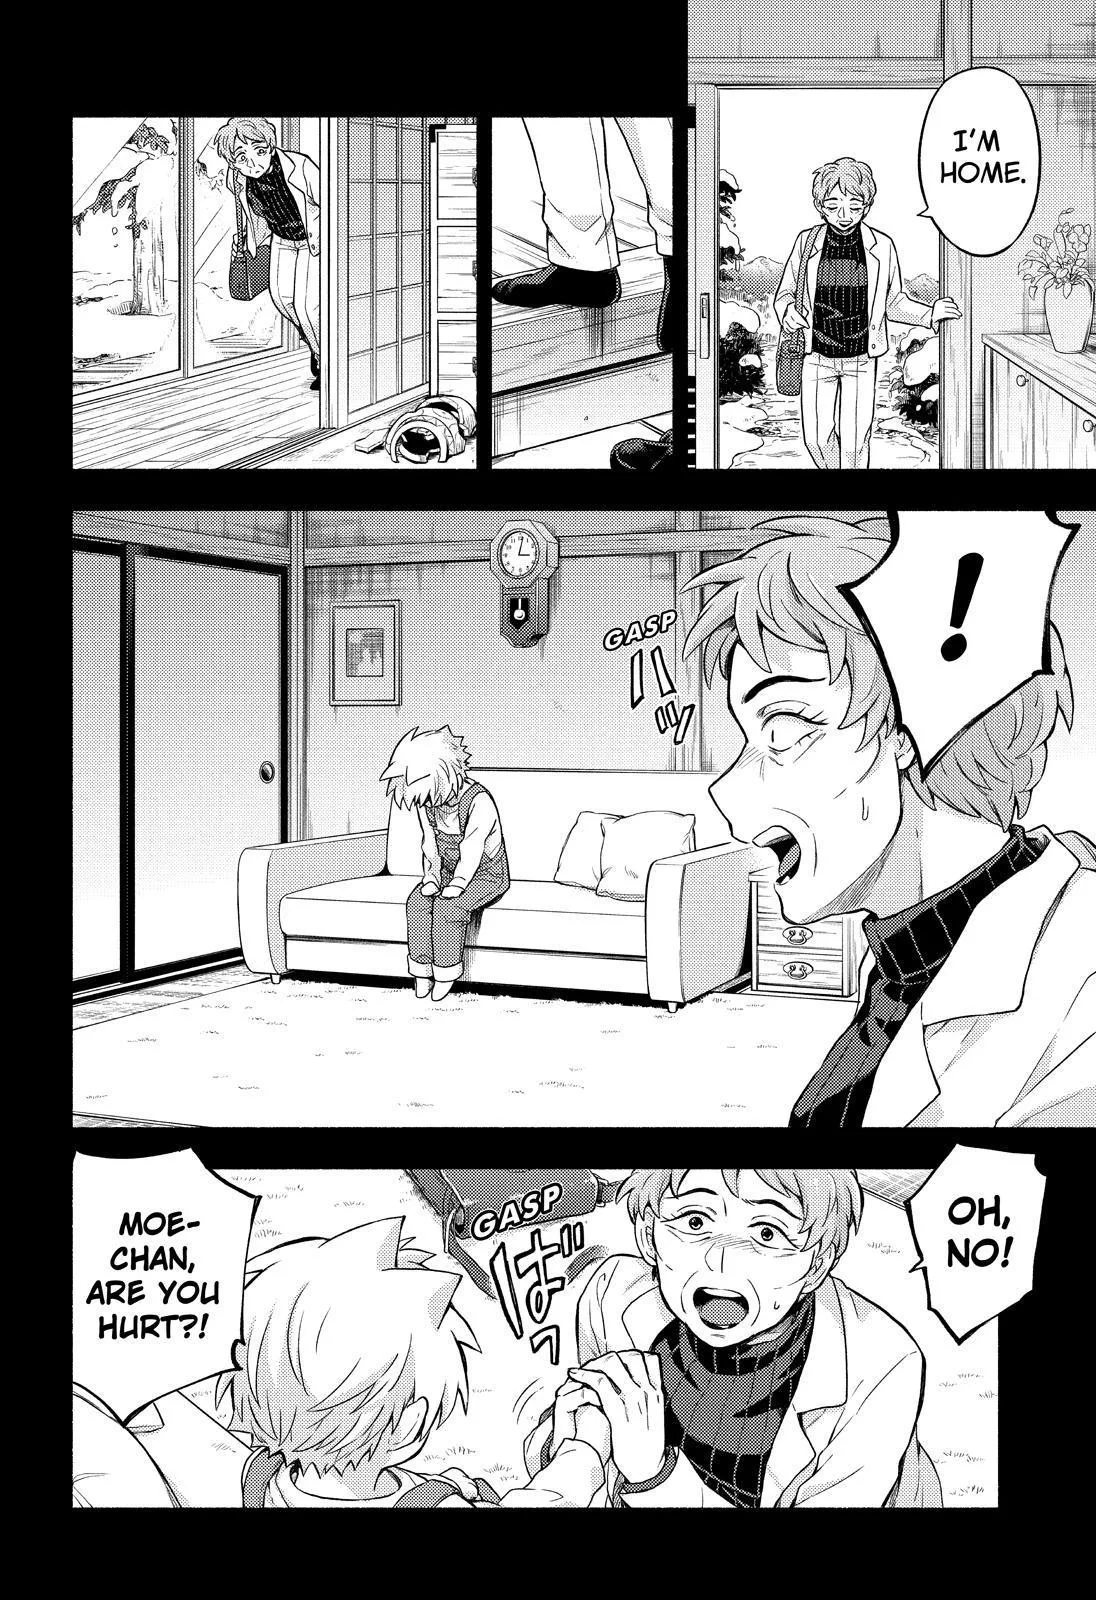 I'M
HOME.
!
GASP
ハッ
OH,
NO!
GASP
ばっ
MOE-
CHAN,
ARE YOU
HURT?!